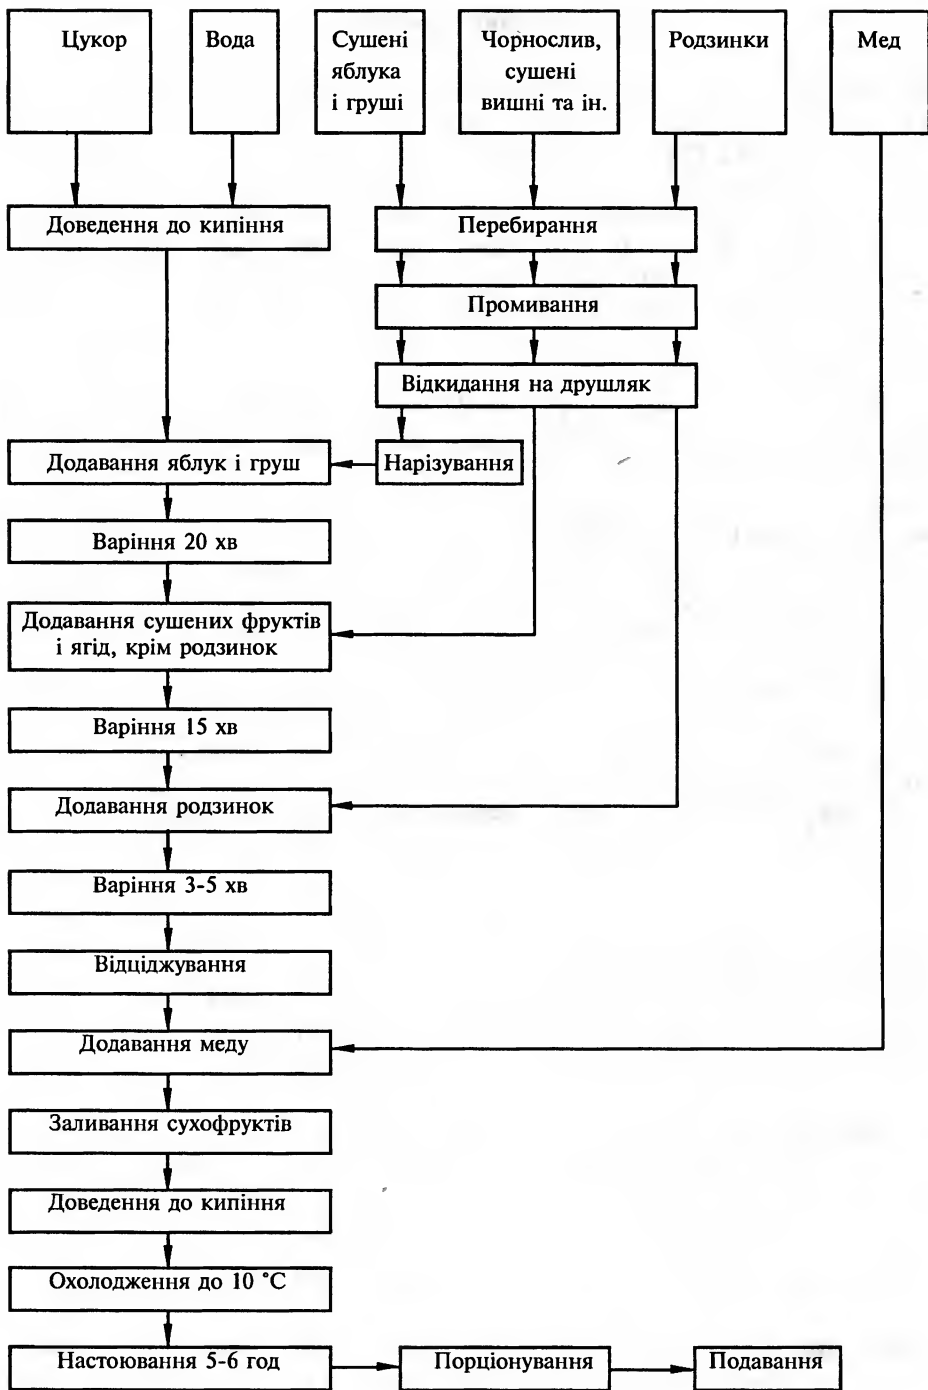 Цукор
Вода
Сушені
яблука
і груші
Чорнослив,
сушені
вишні та ін.
Родзинки
Мед
Доведення до кипіння
Перебирання
Промивання
Відкидання на друшляк
Додавання яблук і груш
Нарізування
Варіння 20 хв
Додавання сушених фруктів
і ягід, крім родзинок
Варіння 15 хв
Додавання родзинок
Варіння 3-5 хв
Відціджування
Додавання меду
Заливання сухофруктів
Доведення до кипіння
Охолодження до 10 °С
Настоювання 5-6 год
Порціонування
Подавання